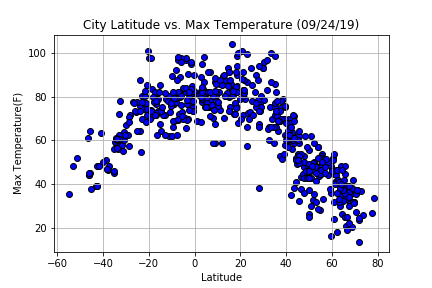 City Latitude vs. Max Temperature (09/24/19)
Max Temperature(F)
100
80
60
40
20
−60 −40 −20 0 20 40 60 80
Latitude